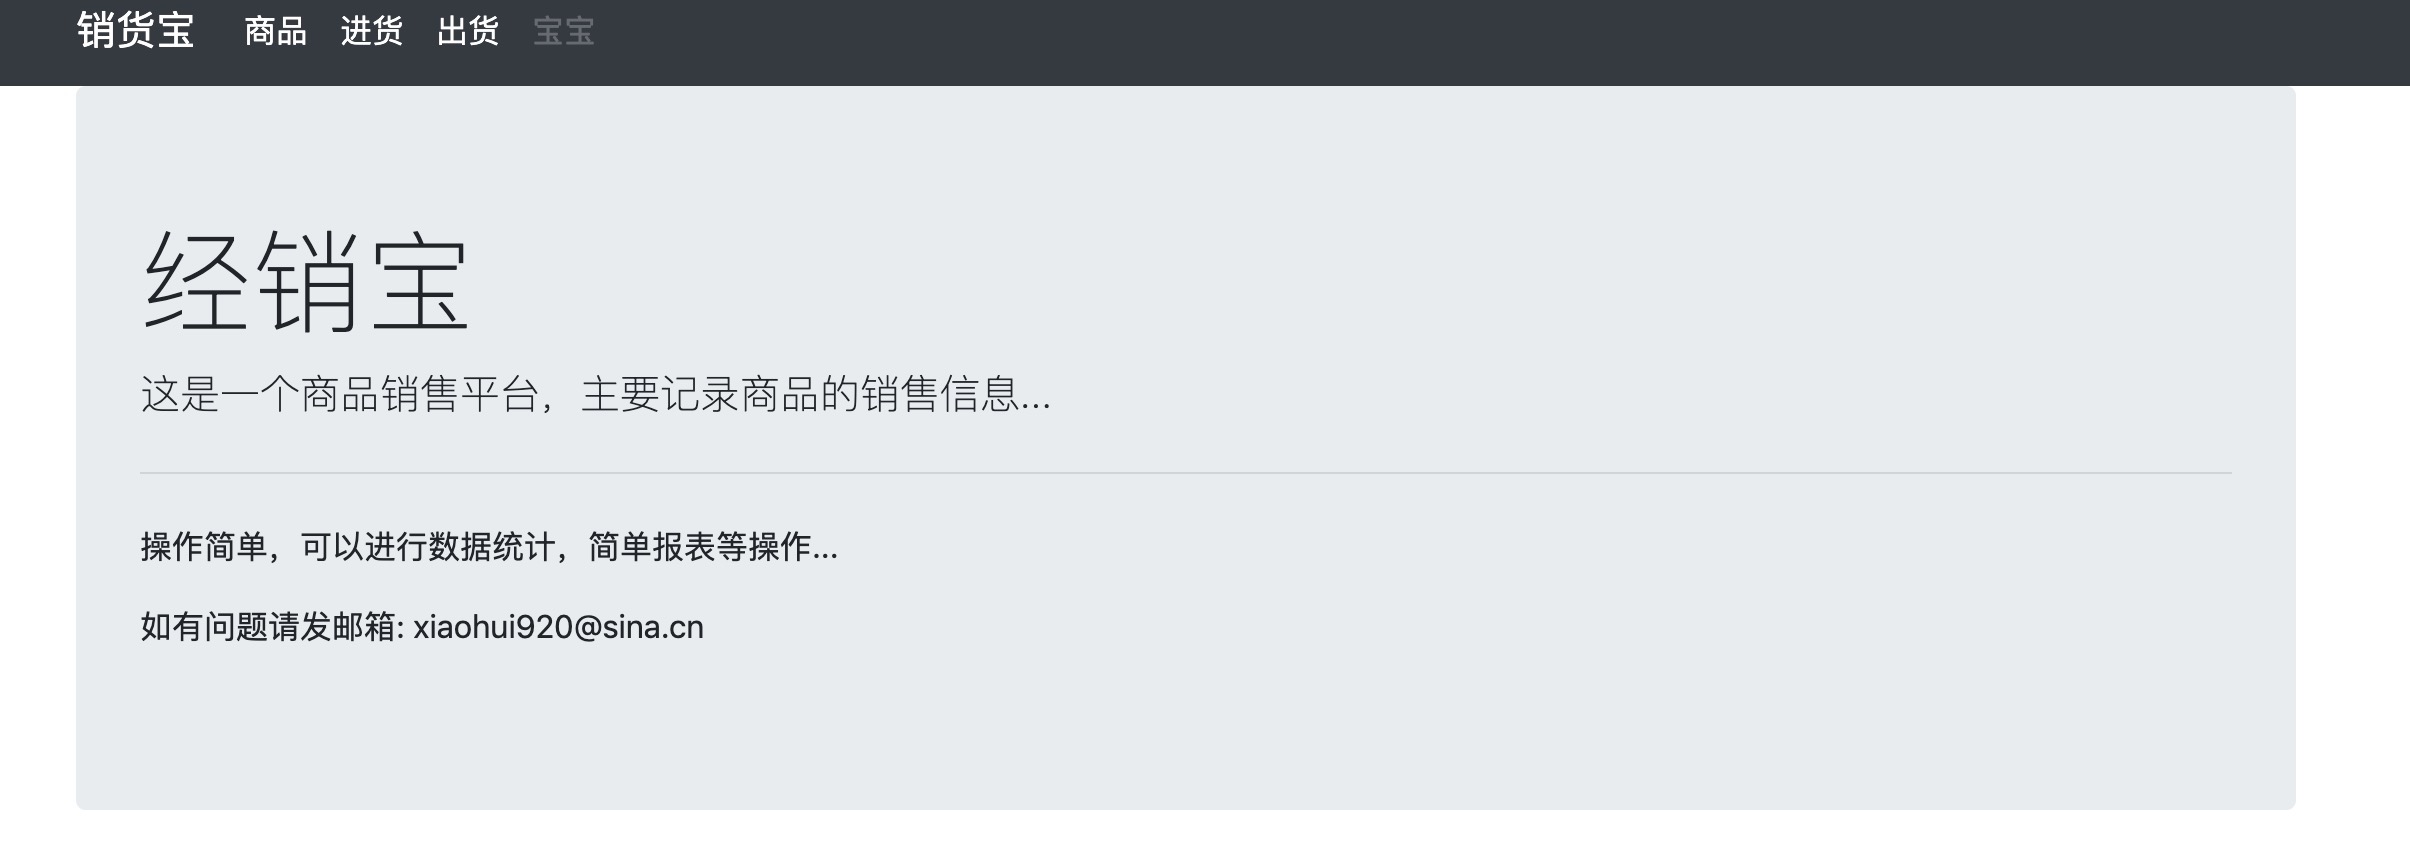 销货宝 商品 进货 出货 宝宝
经销宝
这是一个商品销售平台，主要记录商品的销售信息...
操作简单，可以进行数据统计，简单报表等操作...
如有问题请发邮箱: xiaohui920@sina.cn